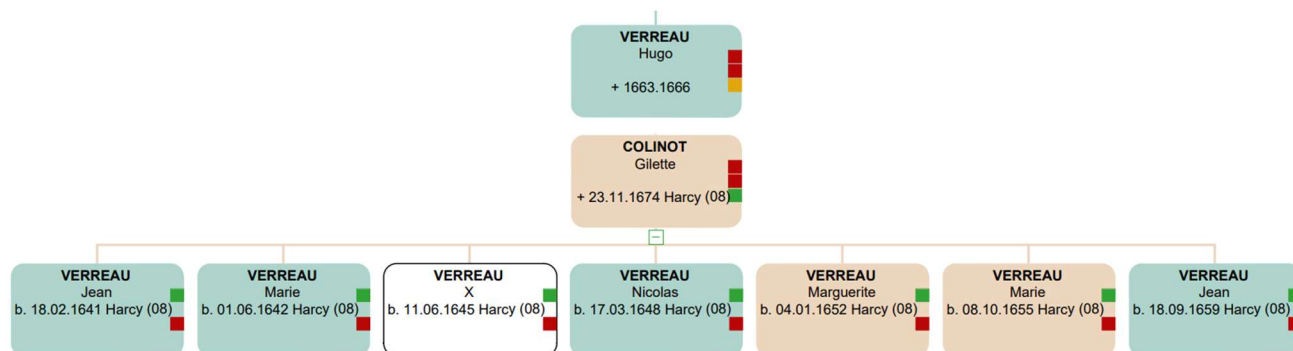 VERREAU
Hugo
+ 1663.1666
COLINOT
Gilette
+ 23.11.1674 Harcy (08)
VERREAU
Jean
b. 18.02.1641 Harcy (08)
VERREAU
Marie
b. 01.06.1642 Harcy (08)
VERREAU
X
b. 11.06.1645 Harcy (08)
VERREAU
Nicolas
b. 17.03.1648 Harcy (08)
VERREAU
Marguerite
b. 04.01.1652 Harcy (08)
VERREAU
Marie
b. 08.10.1655 Harcy (08)
VERREAU
Jean
b. 18.09.1659 Harcy (08)